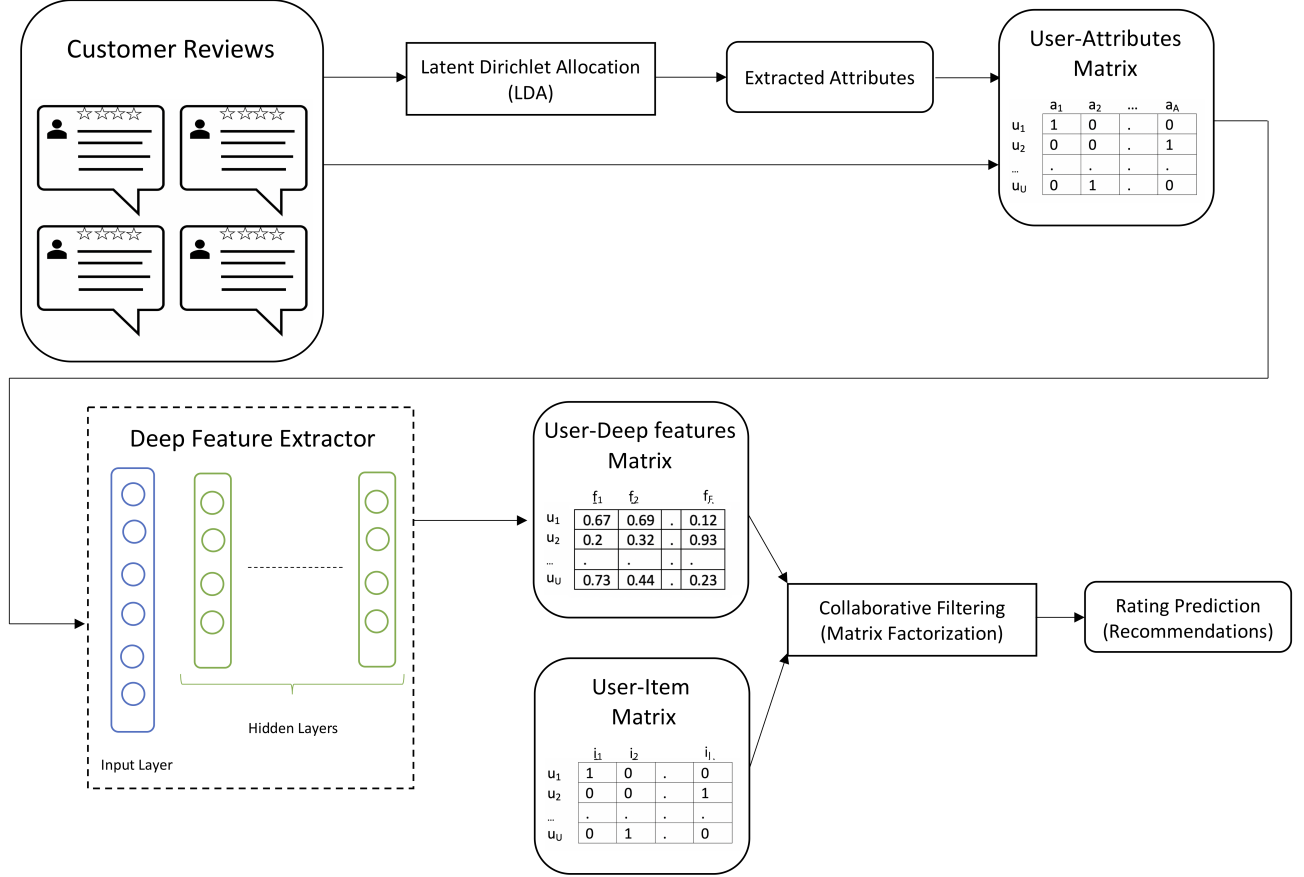 Customer Reviews
Latent Dirichlet Allocation
(LDA)
Extracted Attributes
User-Attributes
Matrix
a1 a2 ... aA
u1 1 0 . 0
u2 0 0 . 1
... . . . .
uU 0 1 . 0
Deep Feature Extractor
Input Layer
Hidden Layers
User-Deep features
Matrix
f1 f2 fF.
u1 0.67 0.69 . 0.12
u2 0.2 0.32 . 0.93
... . . . .
uU 0.73 0.44 . 0.23
User-Item
Matrix
i1 i2 iI.
u1 1 0 . 0
u2 0 0 . 1
... . . . .
uU 0 1 . 0
Collaborative Filtering
(Matrix Factorization)
Rating Prediction
(Recommendations)